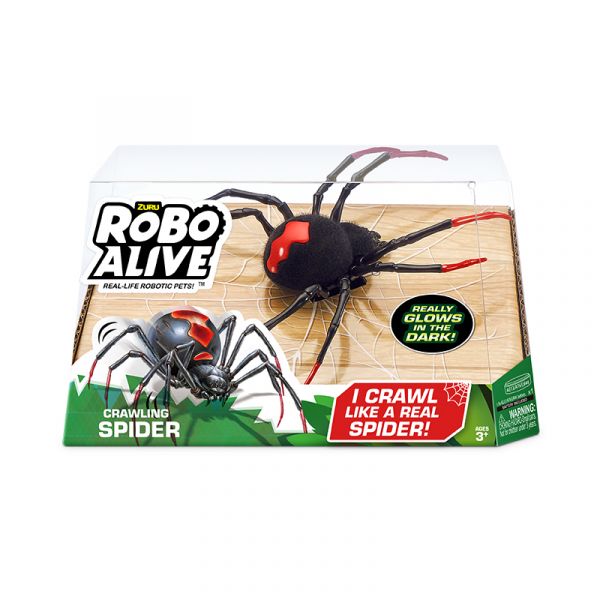 ZURU
ROBO
ALIVE
REAL-LIFE ROBOTIC PETS! ™
REALLY
GLOWS
IN THE
DARK!
CRAWLING
SPIDER
I CRAWL
LIKE A REAL
SPIDER!
AGES
3+
WARNING: